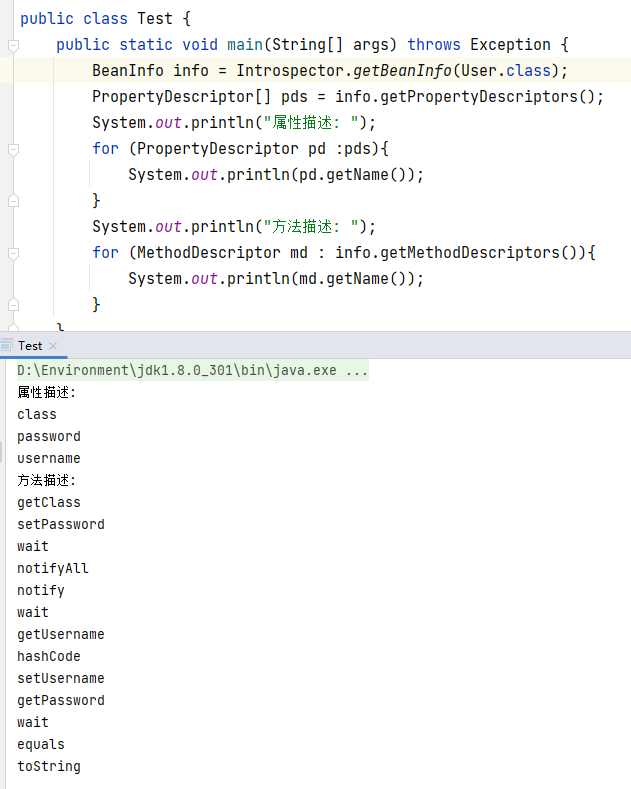 public class Test {
    public static void main(String[] args) throws Exception {
        BeanInfo info = Introspector.getBeanInfo(User.class);
        PropertyDescriptor[] pds = info.getPropertyDescriptors();
        System.out.println("属性描述: ");
        for (PropertyDescriptor pd :pds){
            System.out.println(pd.getName());
        }
        System.out.println("方法描述: ");
        for (MethodDescriptor md : info.getMethodDescriptors()){
            System.out.println(md.getName());
        }
    }
Test ×
D:\Environment\jdk1.8.0_301\bin\java.exe ...
属性描述:
class
password
username
方法描述:
getClass
setPassword
wait
notifyAll
notify
wait
getUsername
hashCode
setUsername
getPassword
wait
equals
toString